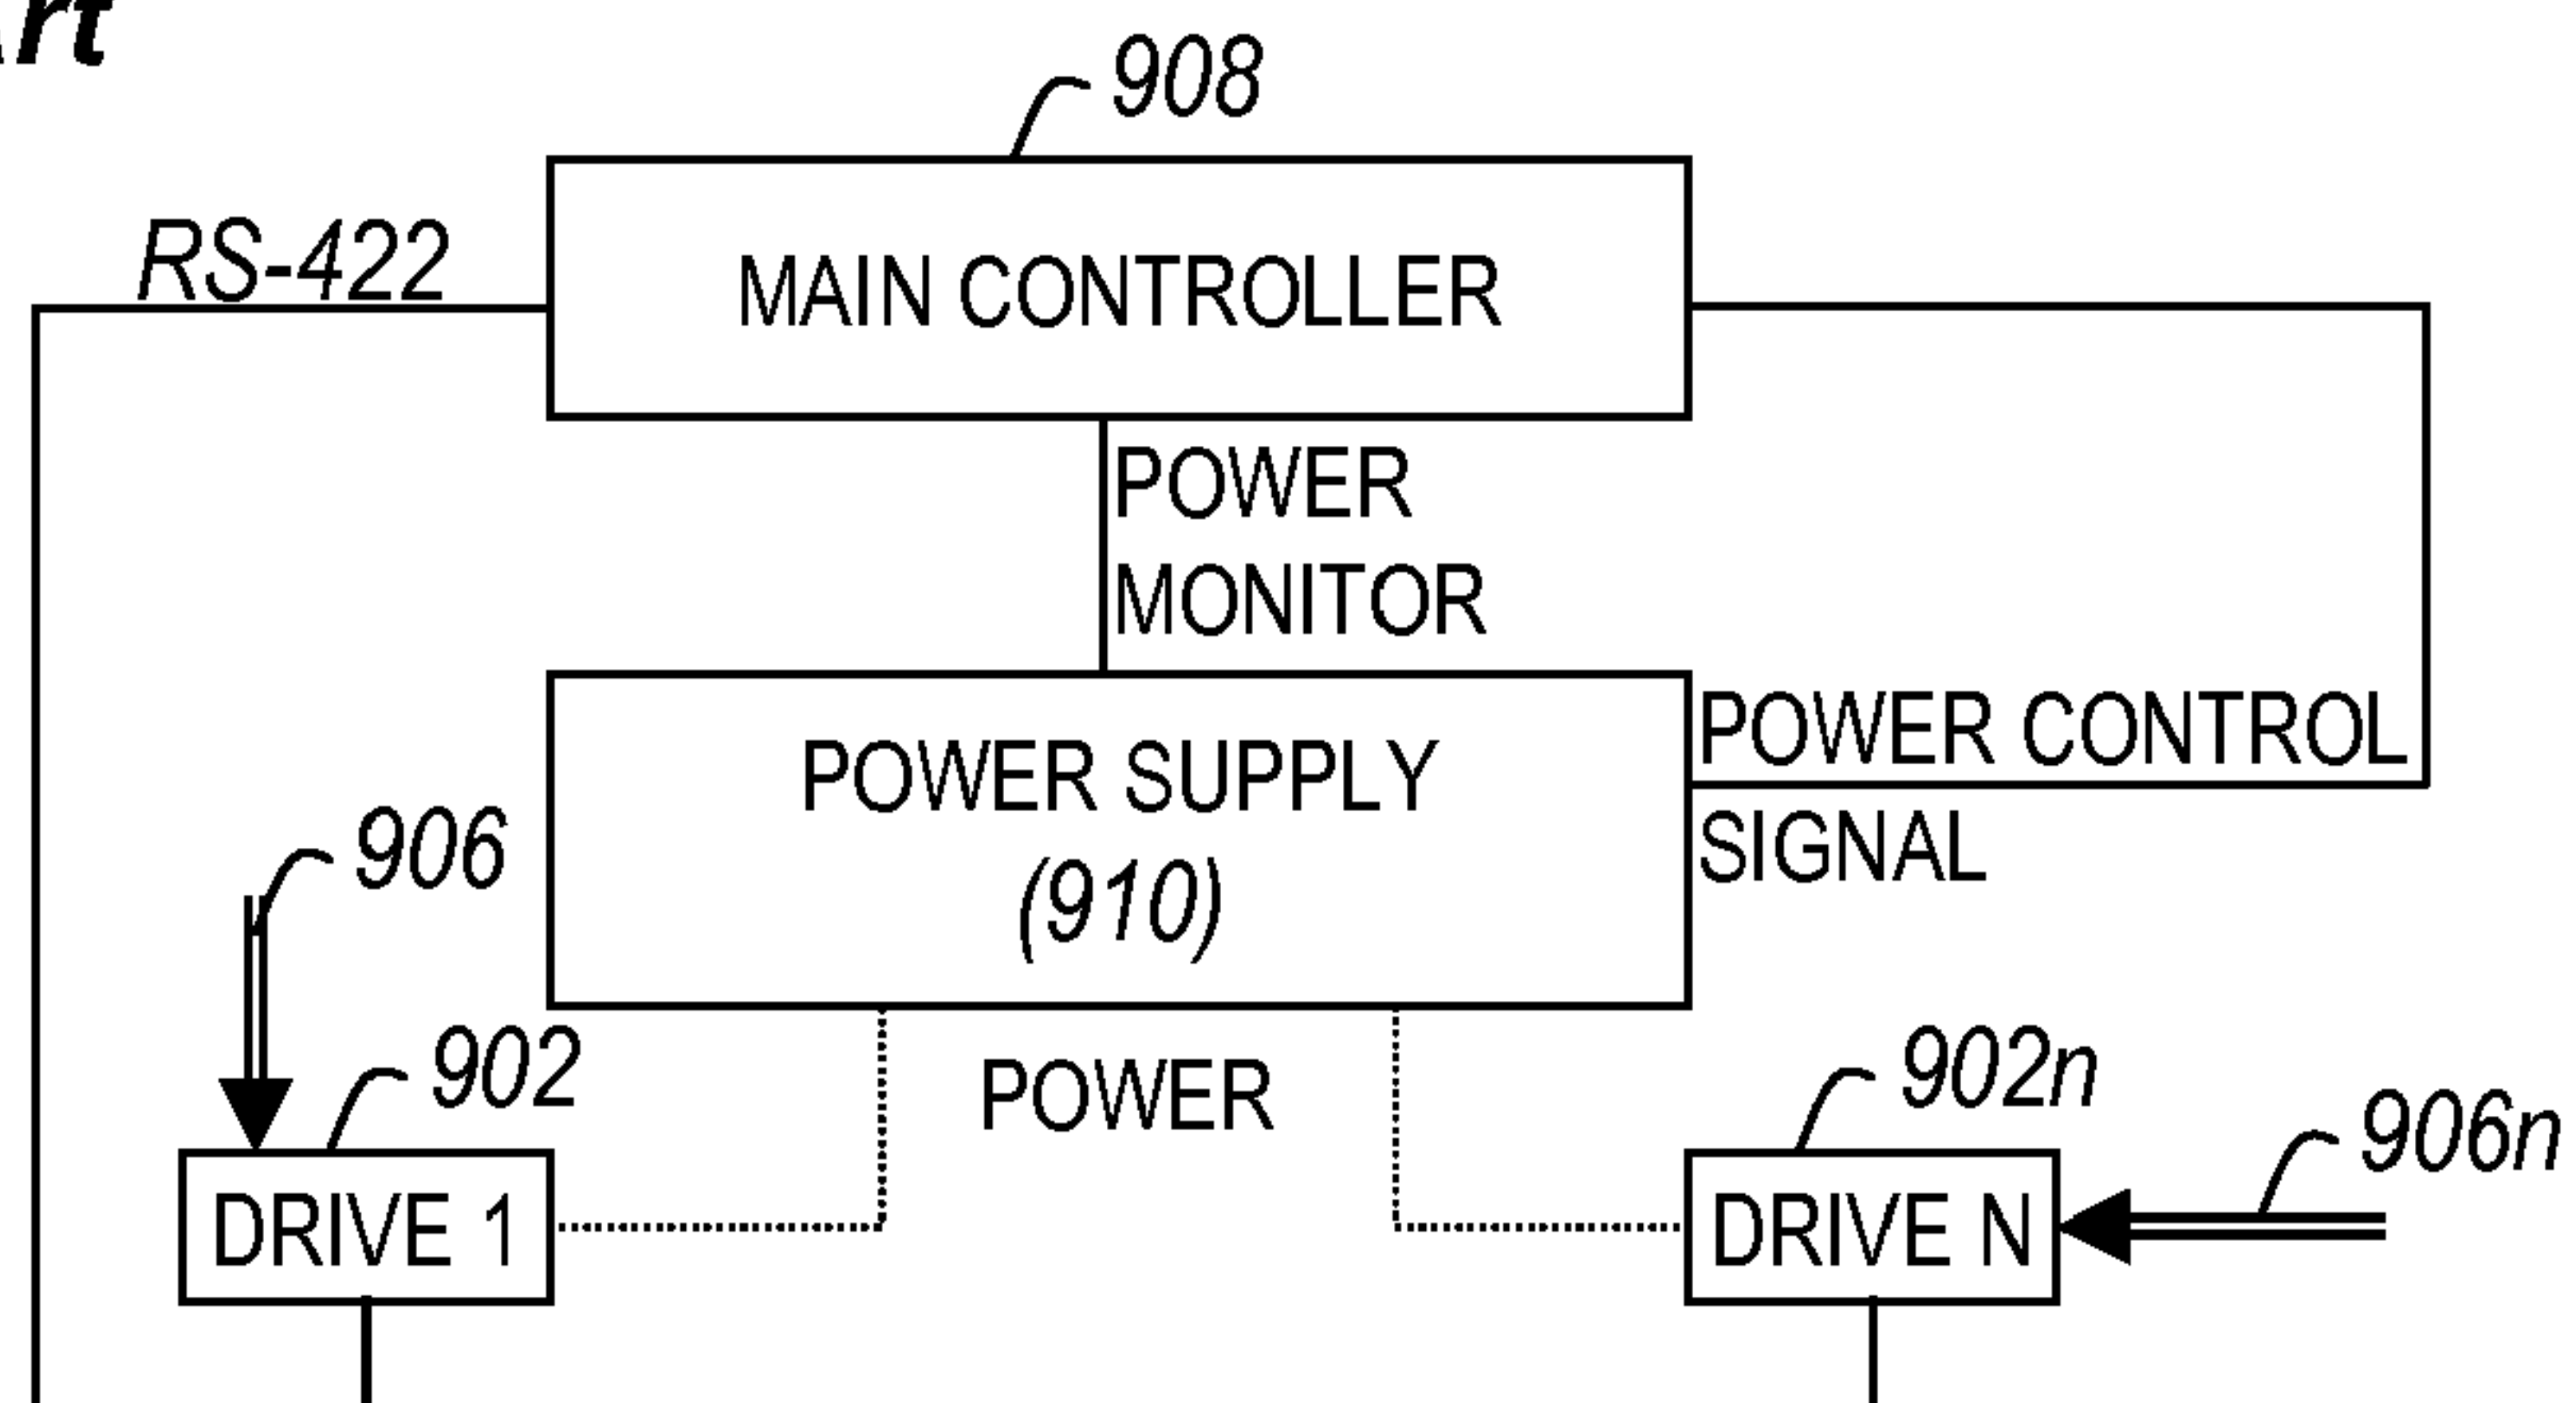 908
RS-422
MAIN CONTROLLER
POWER
MONITOR
POWER SUPPLY
(910)
POWER CONTROL
SIGNAL
906
902
POWER
902n
906n
DRIVE 1
DRIVE N